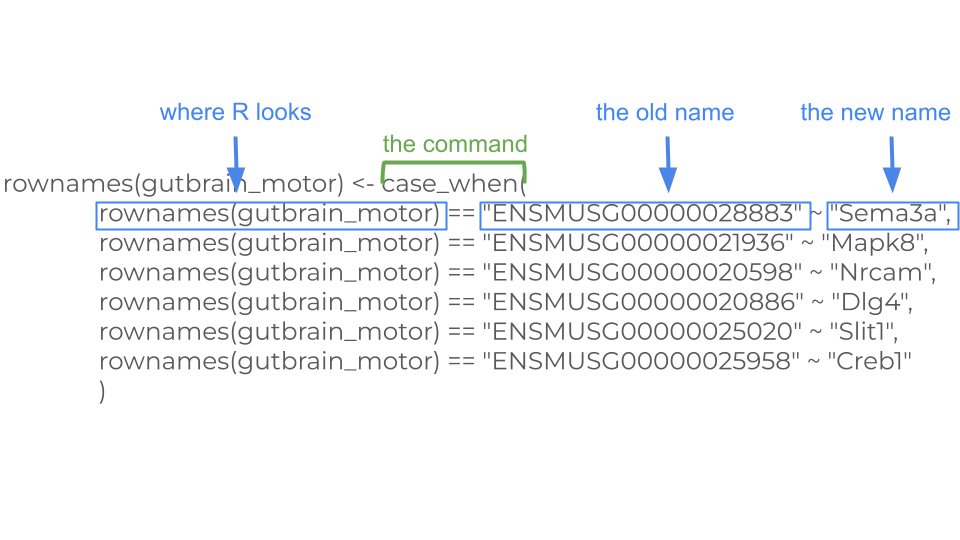 where R looks
the old name
the new name
the command
rownames(gutbrain_motor) <- case_when(
rownames(gutbrain_motor) == "ENSMUSG00000028883" ~ "Sema3a",
rownames(gutbrain_motor) == "ENSMUSG00000021936" ~ "Mapk8",
rownames(gutbrain_motor) == "ENSMUSG00000020598" ~ "Nrcam",
rownames(gutbrain_motor) == "ENSMUSG00000020886" ~ "Dlg4",
rownames(gutbrain_motor) == "ENSMUSG00000025020" ~ "Slit1",
rownames(gutbrain_motor) == "ENSMUSG00000025958" ~ "Creb1"
)